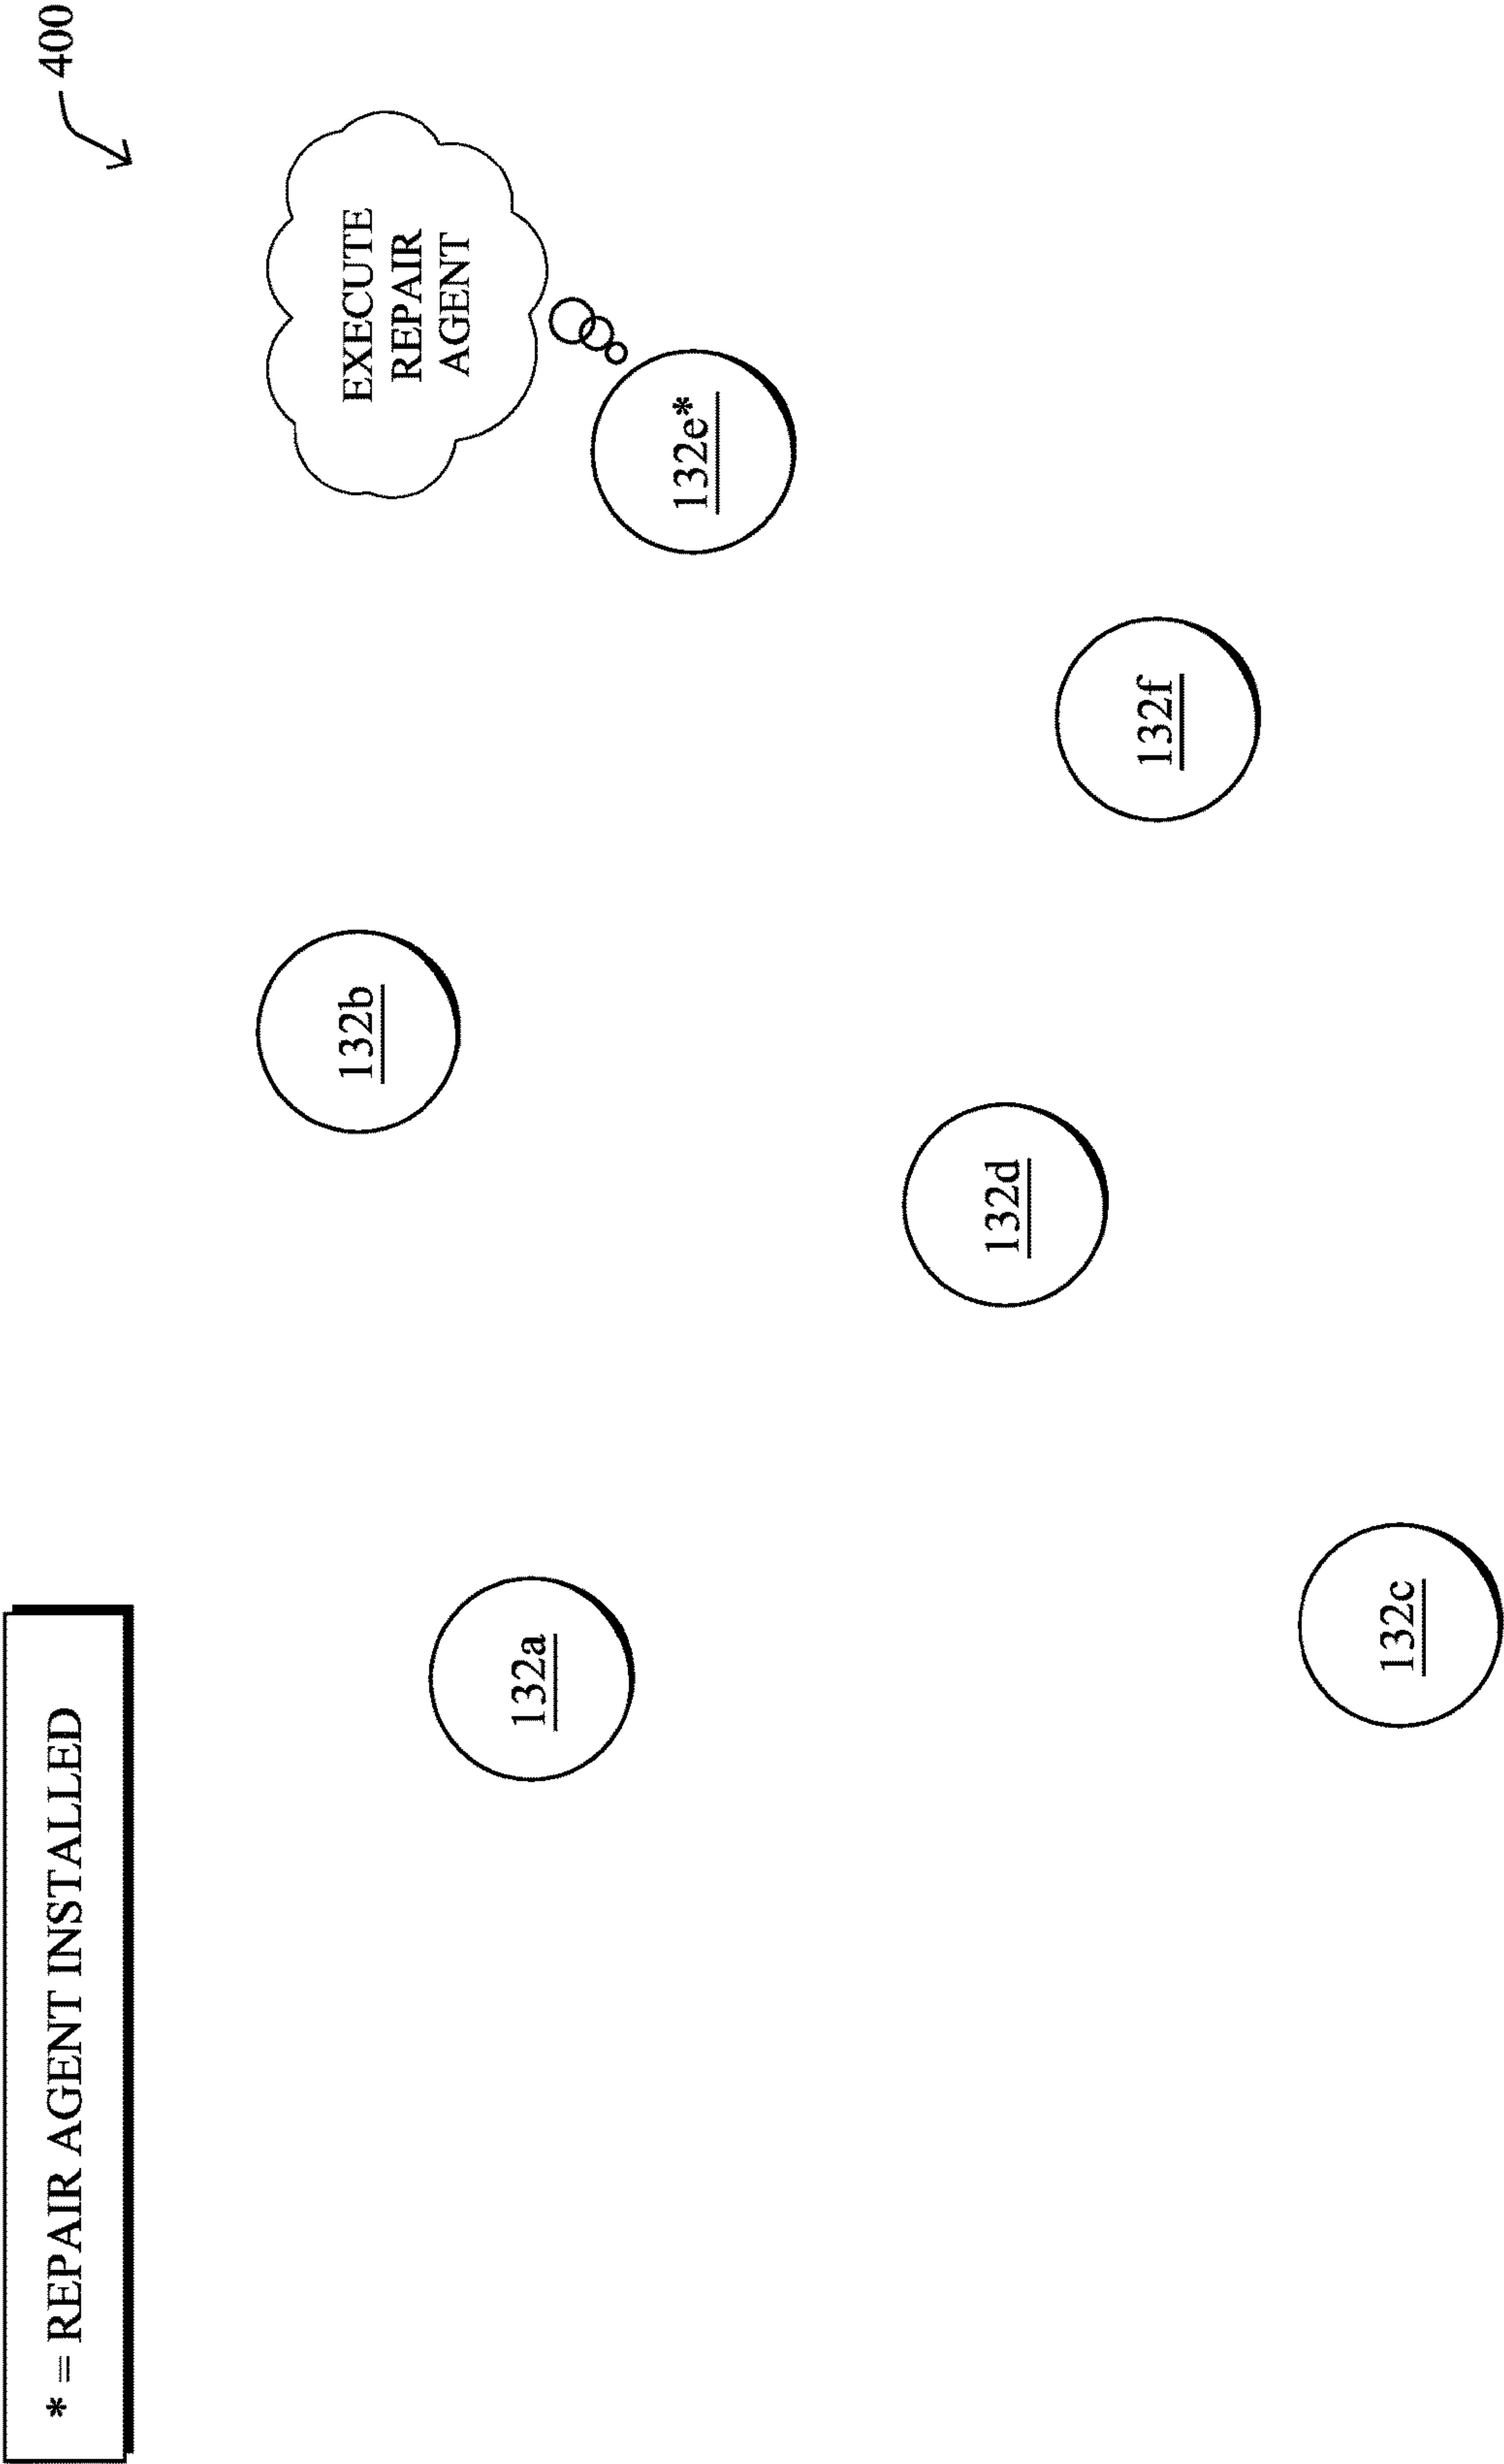 * = REPAIR AGENT INSTALLED
400
EXECUTE
REPAIR
AGENT
132b
132a
132e*
132d
132f
132c